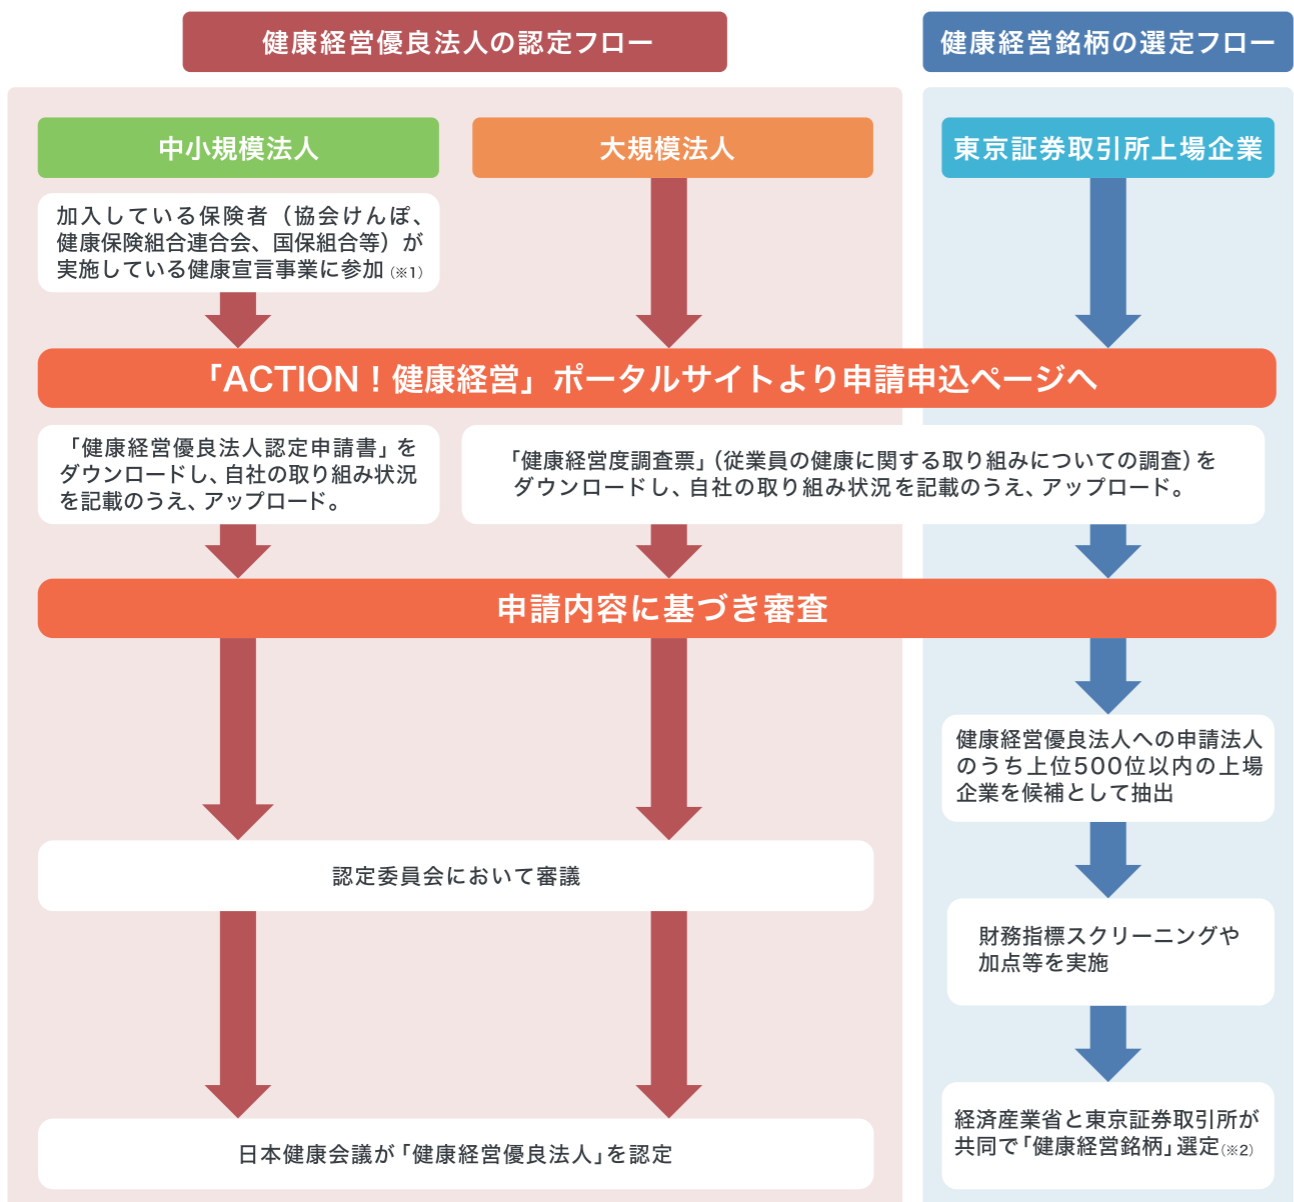 健康経営優良法人の認定フロー
健康経営銘柄の選定フロー
中小規模法人
大規模法人
東京証券取引所上場企業
加入している保険者（協会けんぽ、
健康保険組合連合会、国保組合等）が
実施している健康宣言事業に参加(※1)
「ACTION！健康経営」ポータルサイトより申請申込ページへ
「健康経営優良法人認定申請書」を
ダウンロードし、自社の取り組み状況
を記載のうえ、アップロード。
「健康経営度調査票」（従業員の健康に関する取り組みについての調査）を
ダウンロードし、自社の取り組み状況を記載のうえ、アップロード。
申請内容に基づき審査
健康経営優良法人への申請法人
のうち上位500位以内の上場
企業を候補として抽出
認定委員会において審議
財務指標スクリーニングや
加点等を実施
日本健康会議が「健康経営優良法人」を認定
経済産業省と東京証券取引所が
共同で「健康経営銘柄」選定(※2)